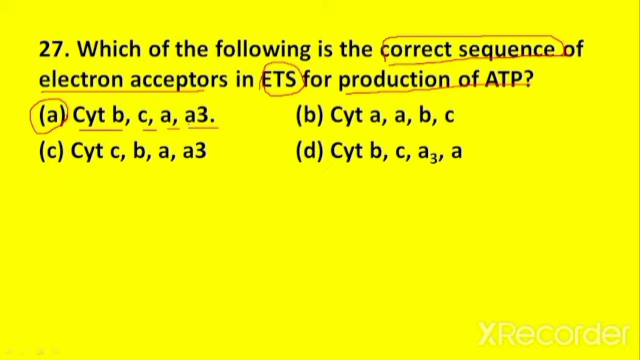 27. Which of the following is the correct sequence of
electron acceptors in ETS for production of ATP?
(a) Cyt b, c, a, a3. (b) Cyt a, a, b, c
(c) Cyt c, b, a, a3 (d) Cyt b, c, a₃, a
XRecorder